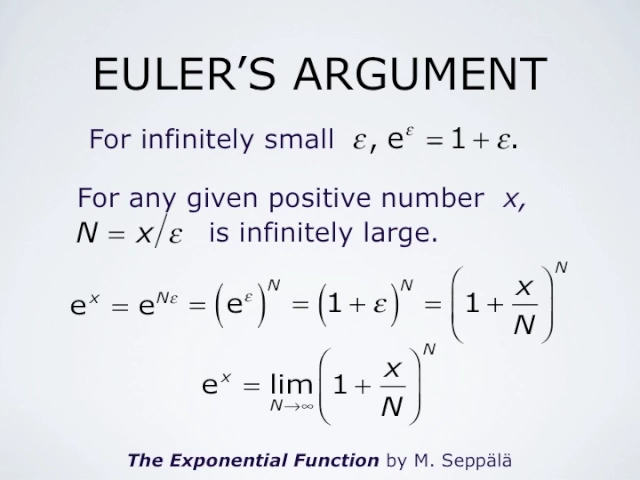 EULER’S ARGUMENT
For infinitely small ε, e^ε = 1 + ε.
For any given positive number x,
N = x/ε is infinitely large.
e^x = e^{Nε} = (e^ε)^N = (1 + ε)^N = (1 + x/N)^N
e^x = lim_{N→∞} (1 + x/N)^N
The Exponential Function by M. Seppälä